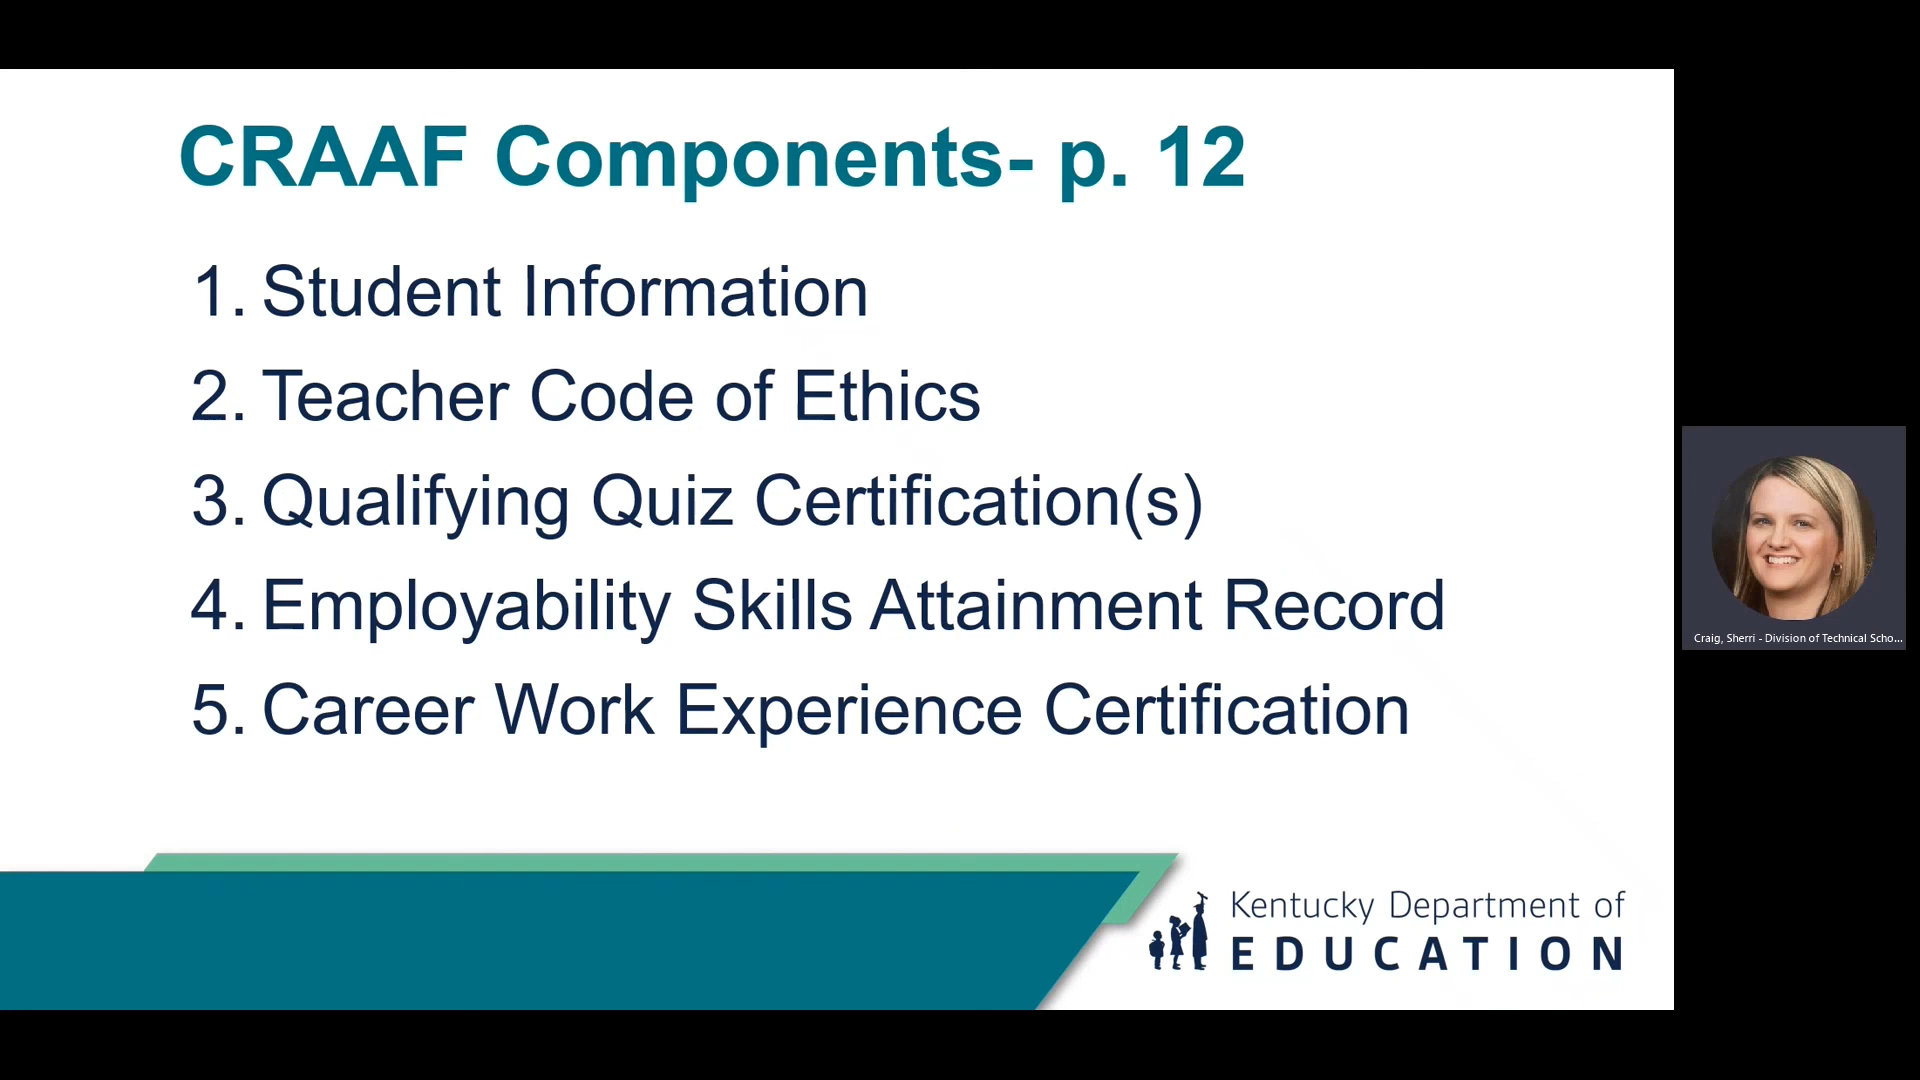 CRAAF Components- p. 12
1. Student Information
2. Teacher Code of Ethics
3. Qualifying Quiz Certification(s)
4. Employability Skills Attainment Record
5. Career Work Experience Certification
Kentucky Department of
EDUCATION
Craig, Sherri - Division of Technical Scho...